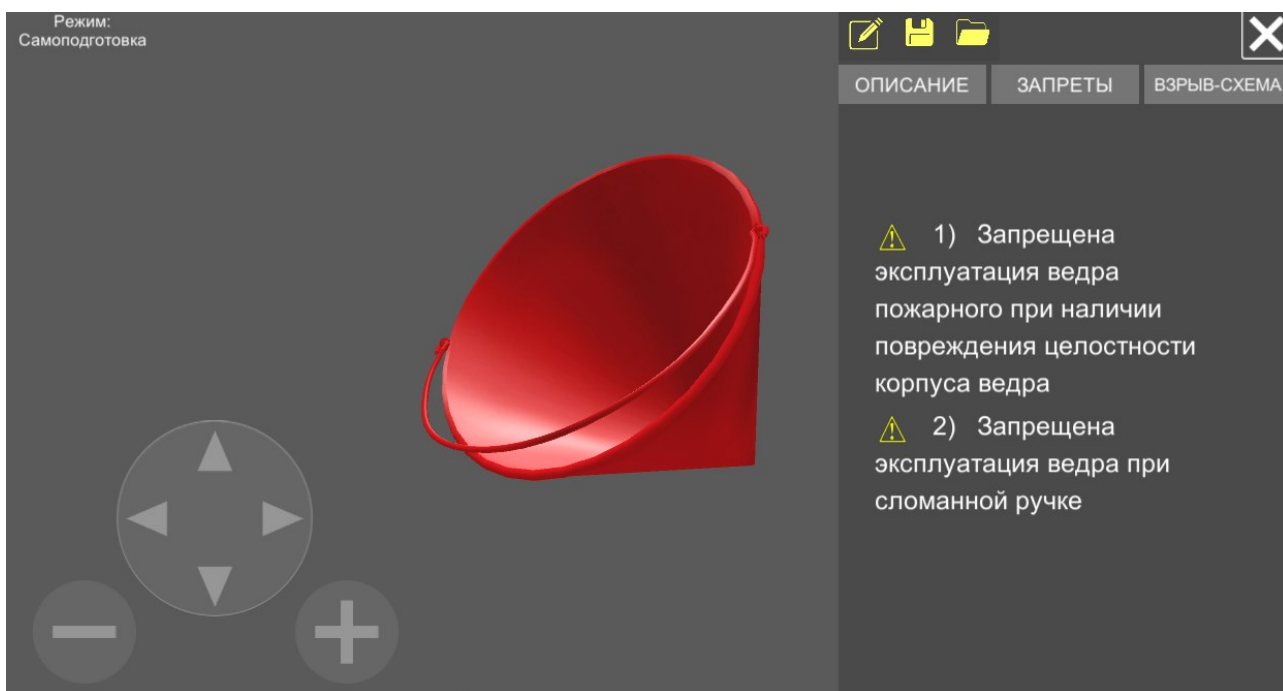 Режим:
Самоподготовка
ОПИСАНИЕ
ЗАПРЕТЫ
ВЗРЫВ-СХЕМА
1) Запрещена
эксплуатация ведра
пожарного при наличии
повреждения целостности
корпуса ведра
2) Запрещена
эксплуатация ведра при
сломанной ручке